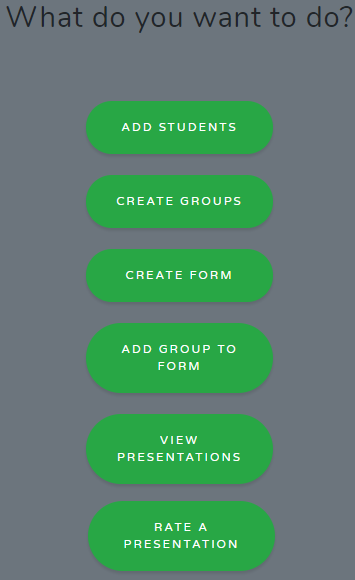 What do you want to do?
ADD STUDENTS
CREATE GROUPS
CREATE FORM
ADD GROUP TO
FORM
VIEW
PRESENTATIONS
RATE A
PRESENTATION